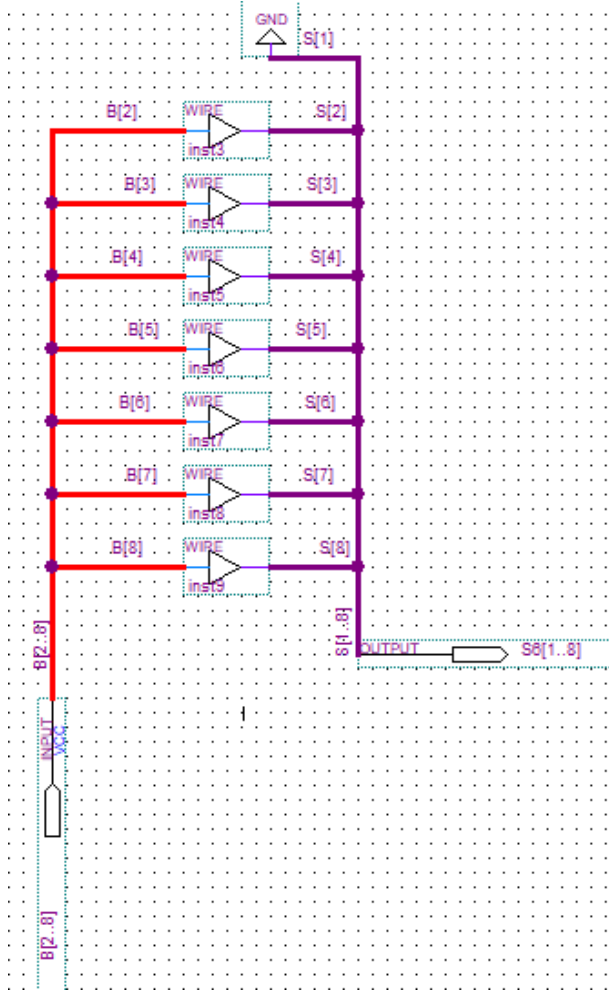 GND
S[1]
B[2]
WIRE
S[2]
inst3
B[3]
WIRE
S[3]
inst4
B[4]
WIRE
S[4]
inst5
B[5]
WIRE
S[5]
inst6
B[6]
WIRE
S[6]
inst7
B[7]
WIRE
S[7]
inst8
B[8]
WIRE
S[8]
inst9
B[2..8]
S[1..8]
OUTPUT
S6[1..8]
INPUT
VCC
B[2..8]